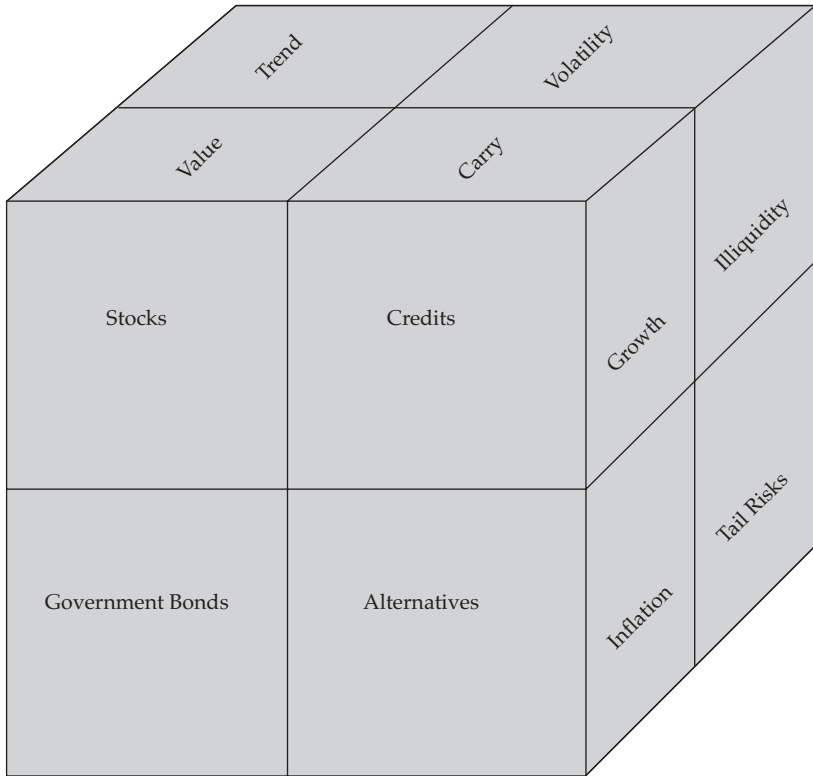 Trend
Volatility
Value
Carry
Stocks
Credits
Growth
Illiquidity
Government Bonds
Alternatives
Inflation
Tail Risks